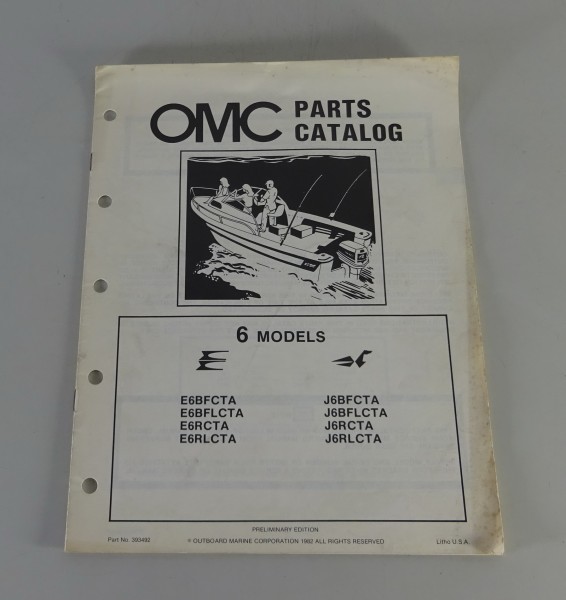 OMC PARTS
CATALOG
6 MODELS
E6BFCTA J6BFCTA
E6BFLCTA J6BFLCTA
E6RCTA J6RCTA
E6RLCTA J6RLCTA
PRELIMINARY EDITION
Part No. 393492 © OUTBOARD MARINE CORPORATION 1982 ALL RIGHTS RESERVED Litho U.S.A.